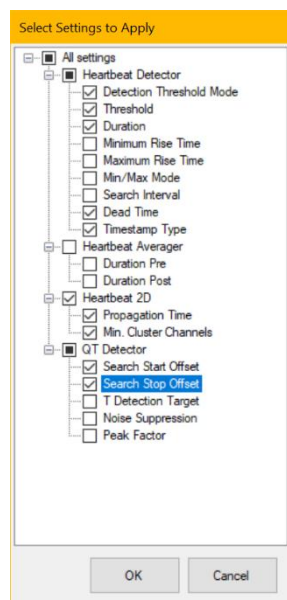 Select Settings to Apply
All settings
Heartbeat Detector
Detection Threshold Mode
Threshold
Duration
Minimum Rise Time
Maximum Rise Time
Min/Max Mode
Search Interval
Dead Time
Timestamp Type
Heartbeat Averager
Duration Pre
Duration Post
Heartbeat 2D
Propagation Time
Min. Cluster Channels
QT Detector
Search Start Offset
Search Stop Offset
T Detection Target
Noise Suppression
Peak Factor
OK Cancel